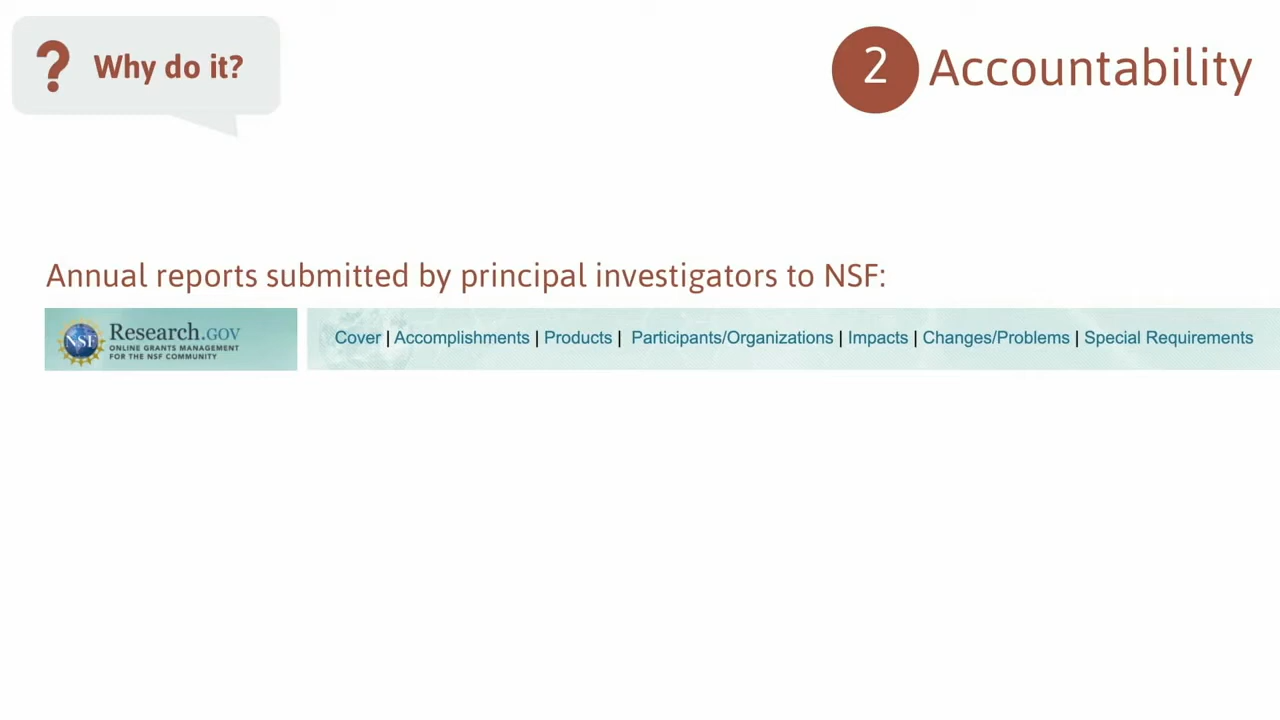 ? Why do it?
2 Accountability
Annual reports submitted by principal investigators to NSF:
NSF Research.GOV
ONLINE GRANTS MANAGEMENT
FOR THE NSF COMMUNITY
Cover | Accomplishments | Products | Participants/Organizations | Impacts | Changes/Problems | Special Requirements